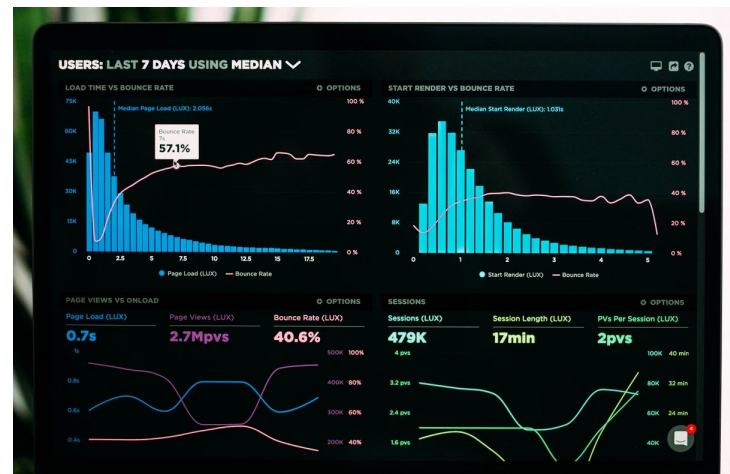 USERS: LAST 7 DAYS USING MEDIAN
LOAD TIME VS BOUNCE RATE
OPTIONS
75K
60K
45K
30K
15K
0
Median Page Load (LUX): 2.056s
Bounce Rate
7s
57.1%
100 %
80 %
60 %
40 %
20 %
0 %
0 2.5 5 7.5 10 12.5 15 17.5
Page Load (LUX) Bounce Rate
START RENDER VS BOUNCE RATE
OPTIONS
40K
32K
24K
16K
8K
0
Median Start Render (LUX): 1.031s
100 %
80 %
60 %
40 %
20 %
0 %
0 1 2 3 4 5
Start Render (LUX) Bounce Rate
PAGE VIEWS VS ONLOAD
OPTIONS
Page Load (LUX) Page Views (LUX) Bounce Rate (LUX)
0.7s 2.7Mpvs 40.6%
1s
0.8s
0.6s
0.4s
500K 100%
400K 80%
300K 60%
200K 40%
SESSIONS
OPTIONS
Sessions (LUX) Session Length (LUX) PVs Per Session (LUX)
479K 17min 2pvs
4 pvs
3.2 pvs
2.4 pvs
1.6 pvs
100K 40 min
80K 32 min
60K 24 min
40K
4